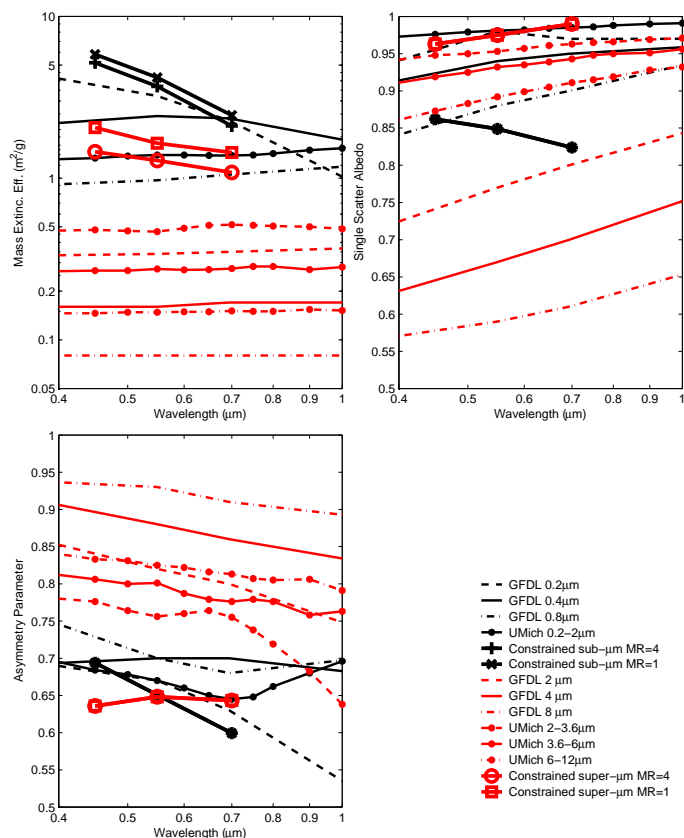 Mass Extinc. Eff. (m²/g)
10
5
2
1
0.5
0.2
0.1
0.05
0.4
0.5
0.6
0.7
0.8
0.9
1
Wavelength (μm)
Single Scatter Albedo
1
0.95
0.9
0.85
0.8
0.75
0.7
0.65
0.6
0.55
0.5
0.4
0.5
0.6
0.7
0.8
0.9
1
Wavelength (μm)
Asymmetry Parameter
1
0.95
0.9
0.85
0.8
0.75
0.7
0.65
0.6
0.55
0.5
0.4
0.5
0.6
0.7
0.8
0.9
1
Wavelength (μm)
GFDL 0.2μm
GFDL 0.4μm
GFDL 0.8μm
UMich 0.2−2μm
Constrained sub−μm MR=4
Constrained sub−μm MR=1
GFDL 2 μm
GFDL 4 μm
GFDL 8 μm
UMich 2−3.6μm
UMich 3.6−6μm
UMich 6−12μm
Constrained super−μm MR=4
Constrained super−μm MR=1